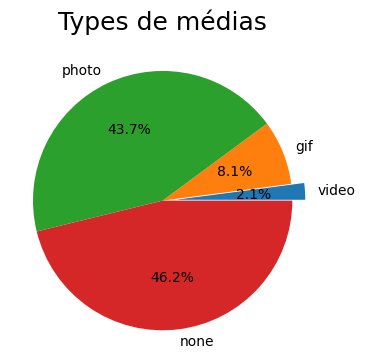 Types de médias
photo
43.7%
gif
8.1%
video
2.1%
46.2%
none